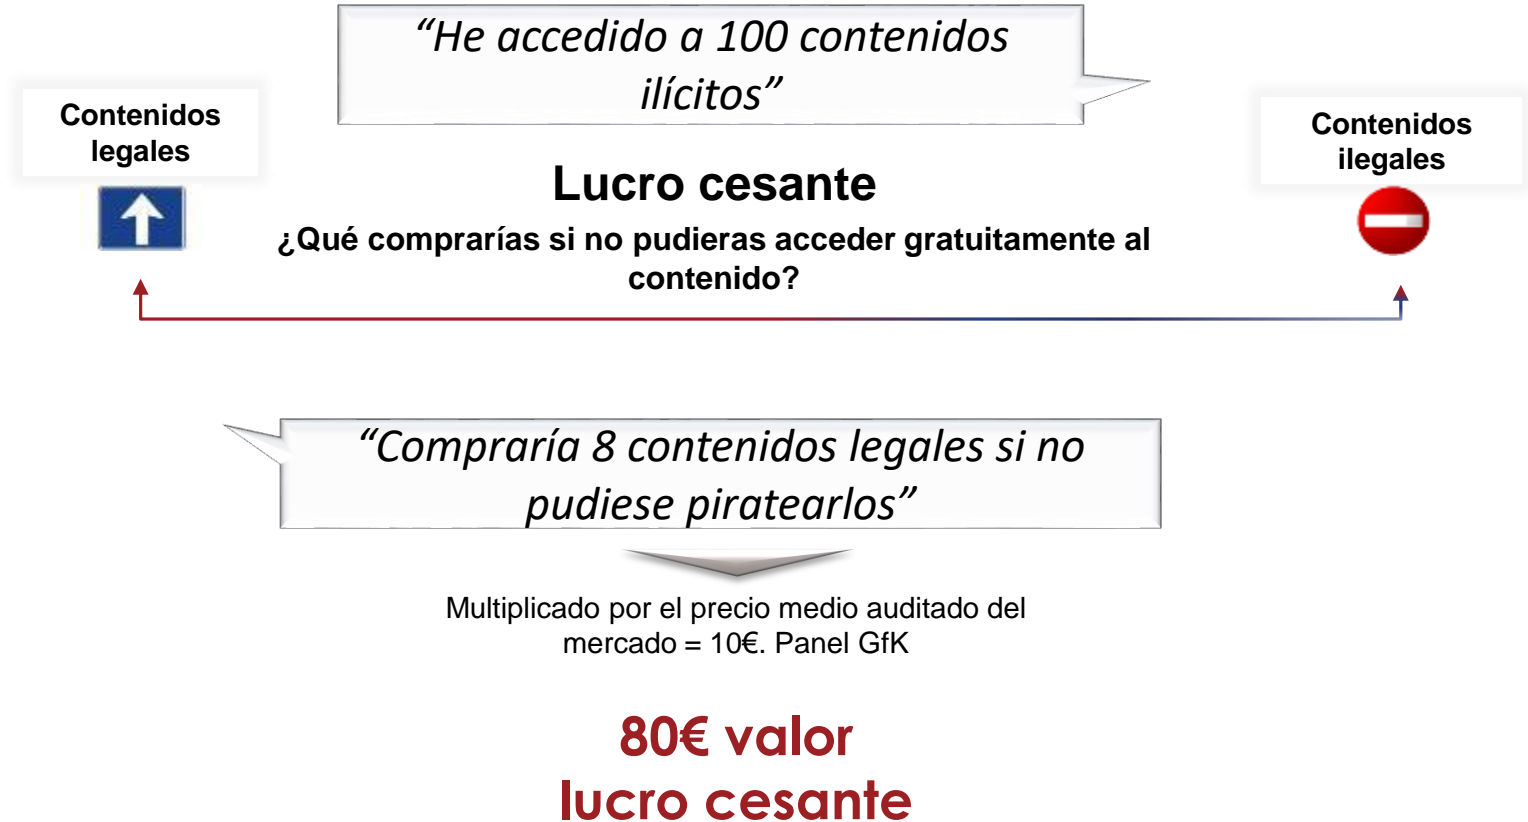 “He accedido a 100 contenidos
ilícitos”
Contenidos
legales
Contenidos
ilegales
Lucro cesante
¿Qué comprarías si no pudieras acceder gratuitamente al
contenido?
“Compraría 8 contenidos legales si no
pudiese piratearlos”
Multiplicado por el precio medio auditado del
mercado = 10€. Panel GfK
80€ valor
lucro cesante